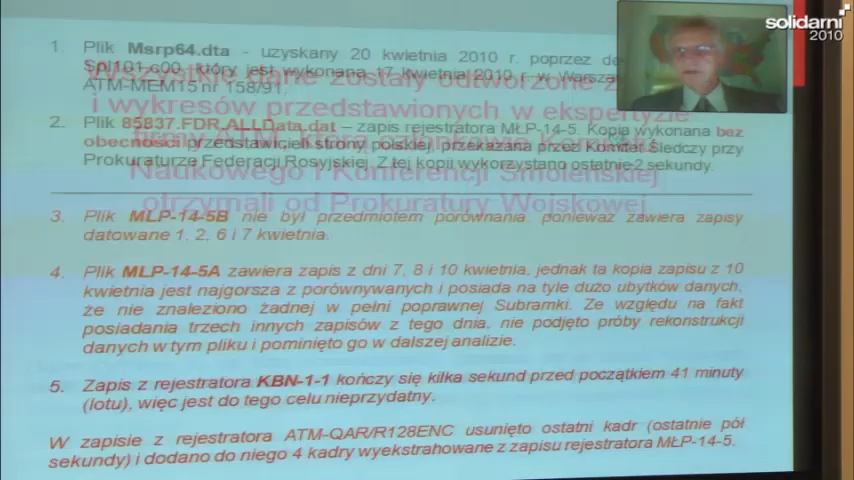 solidarni
2010
1. Plik Msrp64.dta - uzyskany 20 kwietnia 2010 r. poprzez
Sp/101.c00, który jest wykonana 17 kwietnia 2010 r. w
ATM-MEM15 nr 158/91.
Wszystkie dane zostały odtworzone z
i wykresów przedstawionych w ekspertyzie
firmy ATM, którą
Naukowego I Konferencji Smoleńskiej
otrzymali od Prokuratury Wojskowej
2. Plik 85837.FDR.ALLData.dat – zapis rejestratora MŁP-14-5. Kopia wykonana bez
obecności przedstawicieli strony polskiej, przekazana przez Komitet Śledczy przy
Prokuraturze Federacji Rosyjskiej. Z tej kopii wykorzystano ostatnie 2 sekundy.
3. Plik MLP-14-5B nie był przedmiotem porównania, ponieważ zawiera zapisy
datowane 1, 2, 6 i 7 kwietnia.
4. Plik MLP-14-5A zawiera zapis z dni 7, 8 i 10 kwietnia, jednak ta kopia zapisu z 10
kwietnia jest najgorsza z porównywanych i posiada na tyle dużo ubytków danych,
że nie znaleziono żadnej w pełni poprawnej Subramki. Ze względu na fakt
posiadania trzech innych zapisów z tego dnia, nie podjęto próby rekonstrukcji
danych w tym pliku i pominięto go w dalszej analizie.
5. Zapis z rejestratora KBN-1-1 kończy się kilka sekund przed początkiem 41 minuty
(lotu), więc jest do tego celu nieprzydatny.
W zapisie z rejestratora ATM-QAR/R128ENC usunięto ostatni kadr (ostatnie pół
sekundy) i dodano do niego 4 kadry wyekstrahowane z zapisu rejestratora MŁP-14-5.